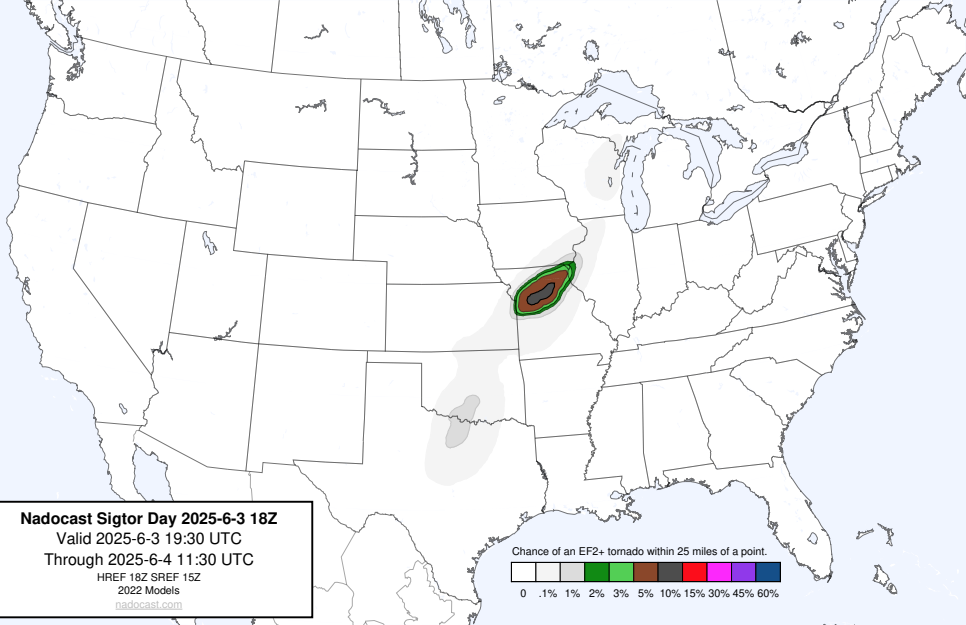 Nadocast Sigtor Day 2025-6-3 18Z
Valid 2025-6-3 19:30 UTC
Through 2025-6-4 11:30 UTC
HREF 18Z SREF 15Z
2022 Models
nadocast.com
Chance of an EF2+ tornado within 25 miles of a point.
0 .1% 1% 2% 3% 5% 10% 15% 30% 45% 60%